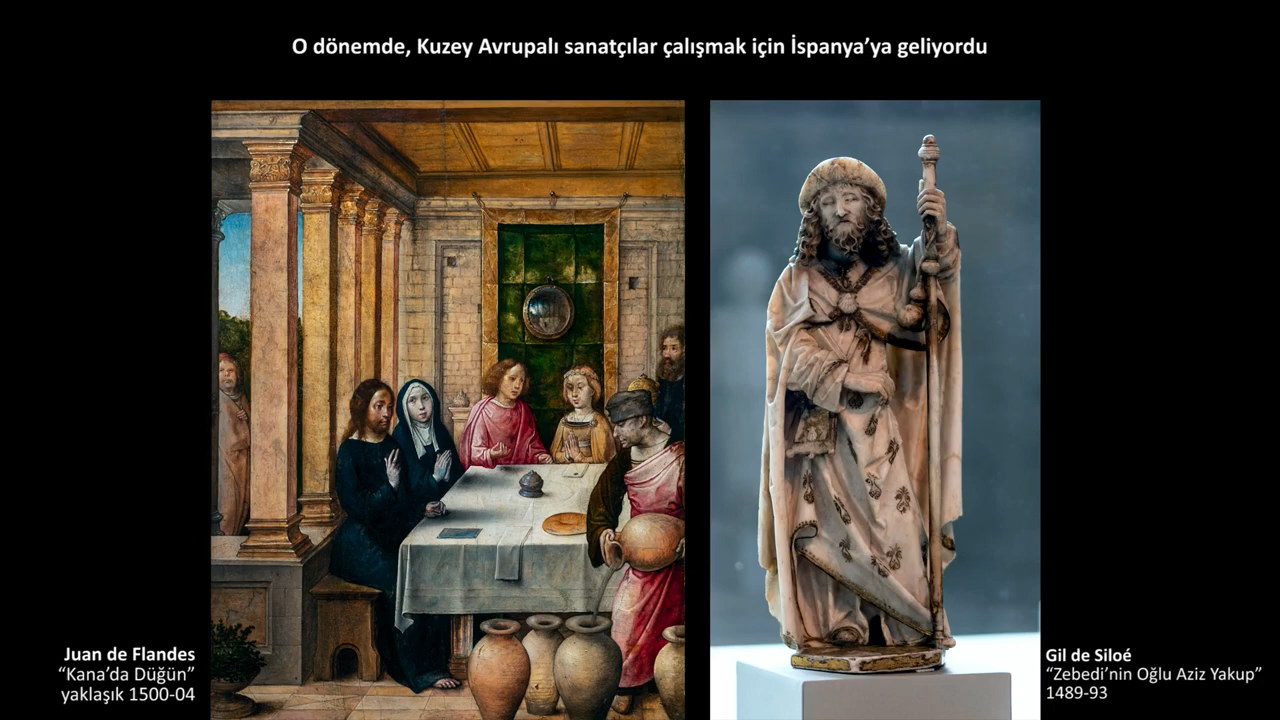 O dönemde, Kuzey Avrupalı sanatçılar çalışmak için İspanya’ya geliyordu
Juan de Flandes
“Kana’da Düğün”
yaklaşık 1500-04
Gil de Siloé
“Zebedi’nin Oğlu Aziz Yakup”
1489-93